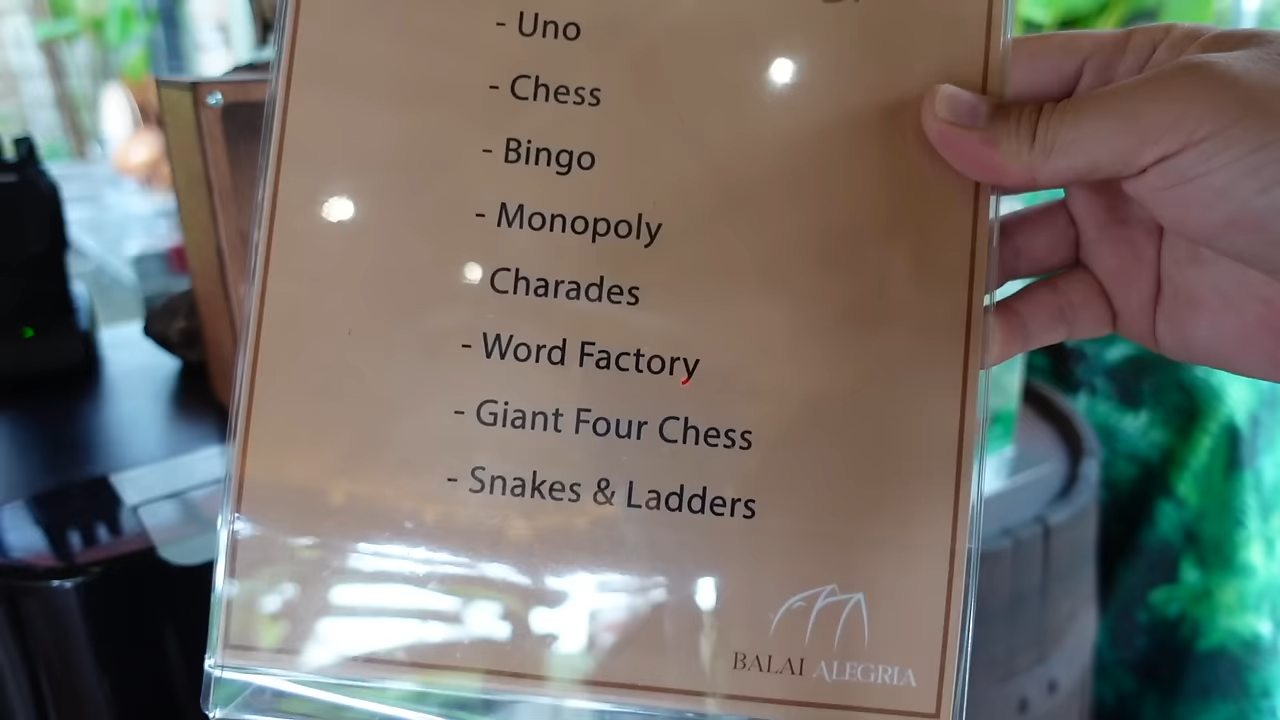 - Uno
- Chess
- Bingo
- Monopoly
- Charades
- Word Factory
- Giant Four Chess
- Snakes & Ladders
BALAI ALEGRIA